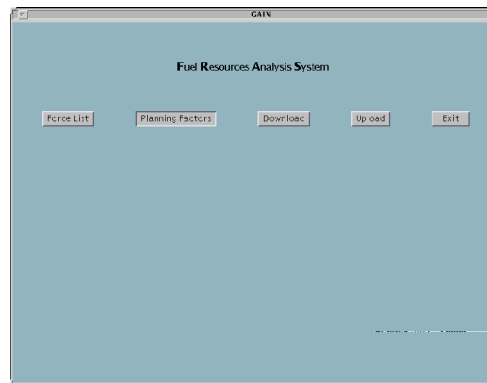 GAIN
Fuel Resources Analysis System
Force List Planning Factors Download Upload Exit